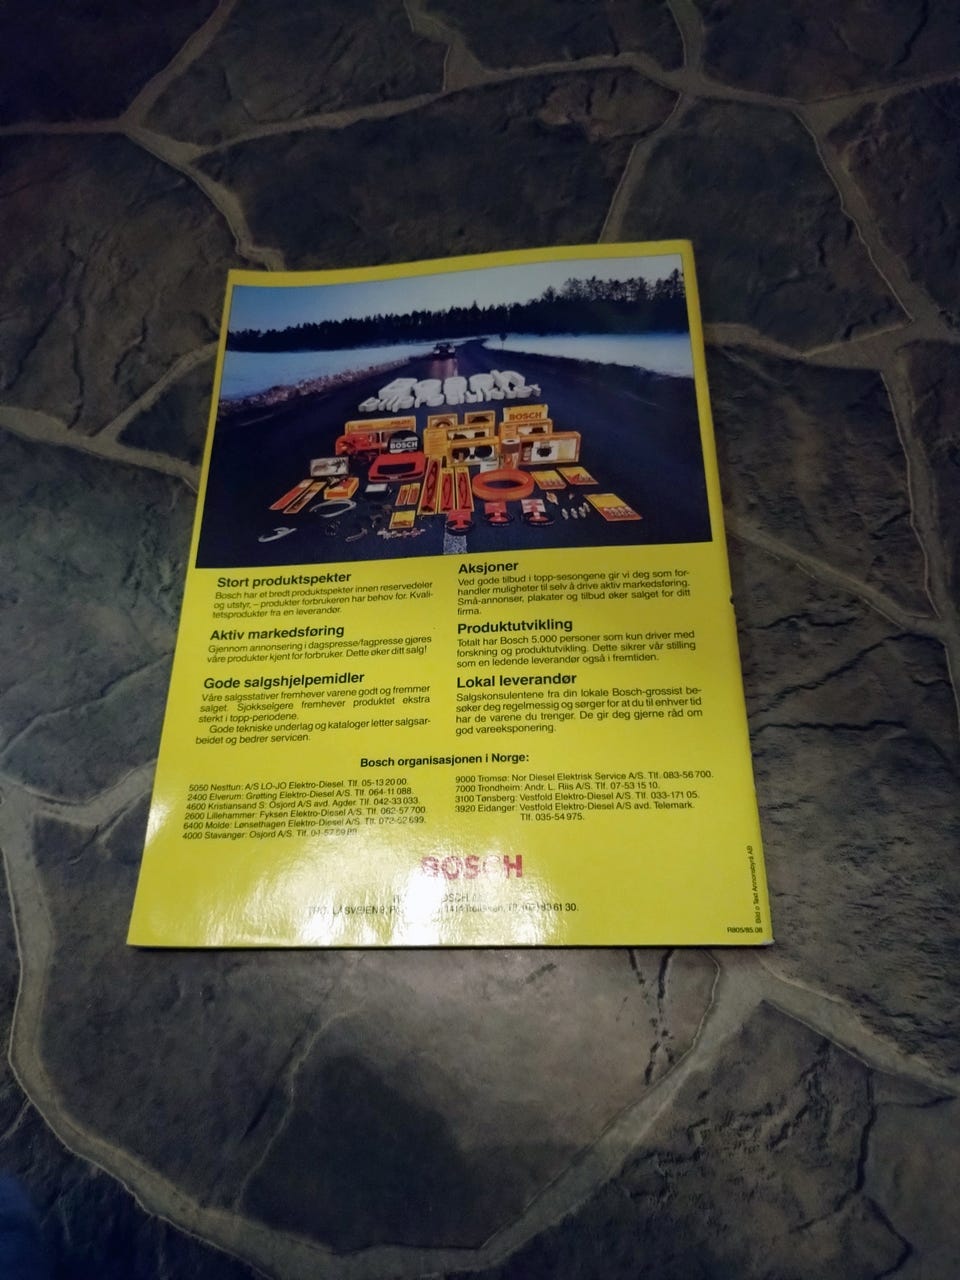 BOSCH
BOSCH
Stort produktspekter
Bosch har et bredt produktspekter innen reservedeler
og utstyr, – produkter forbrukeren har behov for. Kvali-
tetsprodukter fra en leverandør.
Aktiv markedsføring
Gjennom annonsering i dagspresse/fagpresse gjøres
våre produkter kjent for forbruker. Dette øker ditt salg!
Gode salgshjelpemidler
Våre salgsstativer fremhever varene godt og fremmer
salget. Sjokkselgere fremhever produktet ekstra
sterkt i topp-periodene.
Gode tekniske underlag og kataloger letter salgsar-
beidet og bedrer servicen.
Aksjoner
Ved gode tilbud i topp-sesongene gir vi deg som for-
handler muligheter til selv å drive aktiv markedsføring.
Små-annonser, plakater og tilbud øker salget for ditt
firma.
Produktutvikling
Totalt har Bosch 5.000 personer som kun driver med
forskning og produktutvikling. Dette sikrer vår stilling
som en ledende leverandør også i fremtiden.
Lokal leverandør
Salgskonsulentene fra din lokale Bosch-grossist be-
søker deg regelmessig og sørger for at du til enhver tid
har de varene du trenger. De gir deg gjerne råd om
god vareeksponering.
Bosch organisasjonen i Norge:
5050 Nesttun: A/S LO-JO Elektro-Diesel. Tlf. 05-13 20 00.
2400 Elverum: Grøtting Elektro-Diesel A/S. Tlf. 064-11 088.
4600 Kristiansand S: Osjord A/S avd. Agder. Tlf. 042-33 033.
2600 Lillehammer: Fyksen Elektro-Diesel A/S. Tlf. 062-57 700.
6400 Molde: Lønsethagen Elektro-Diesel A/S. Tlf. 072-52 699.
4000 Stavanger: Osjord A/S. Tlf.
9000 Tromsø: Nor Diesel Elektrisk Service A/S. Tlf. 083-56 700.
7000 Trondheim: Andr. L. Riis A/S. Tlf. 07-53 15 10.
3100 Tønsberg: Vestfold Elektro-Diesel A/S. Tlf. 033-171 05.
3920 Eidanger: Vestfold Elektro-Diesel A/S avd. Telemark.
Tlf. 035-54 975.
BOSCH
BOSCH
1414 Trollåsen, Tlf. 61 30.
R805/85.08